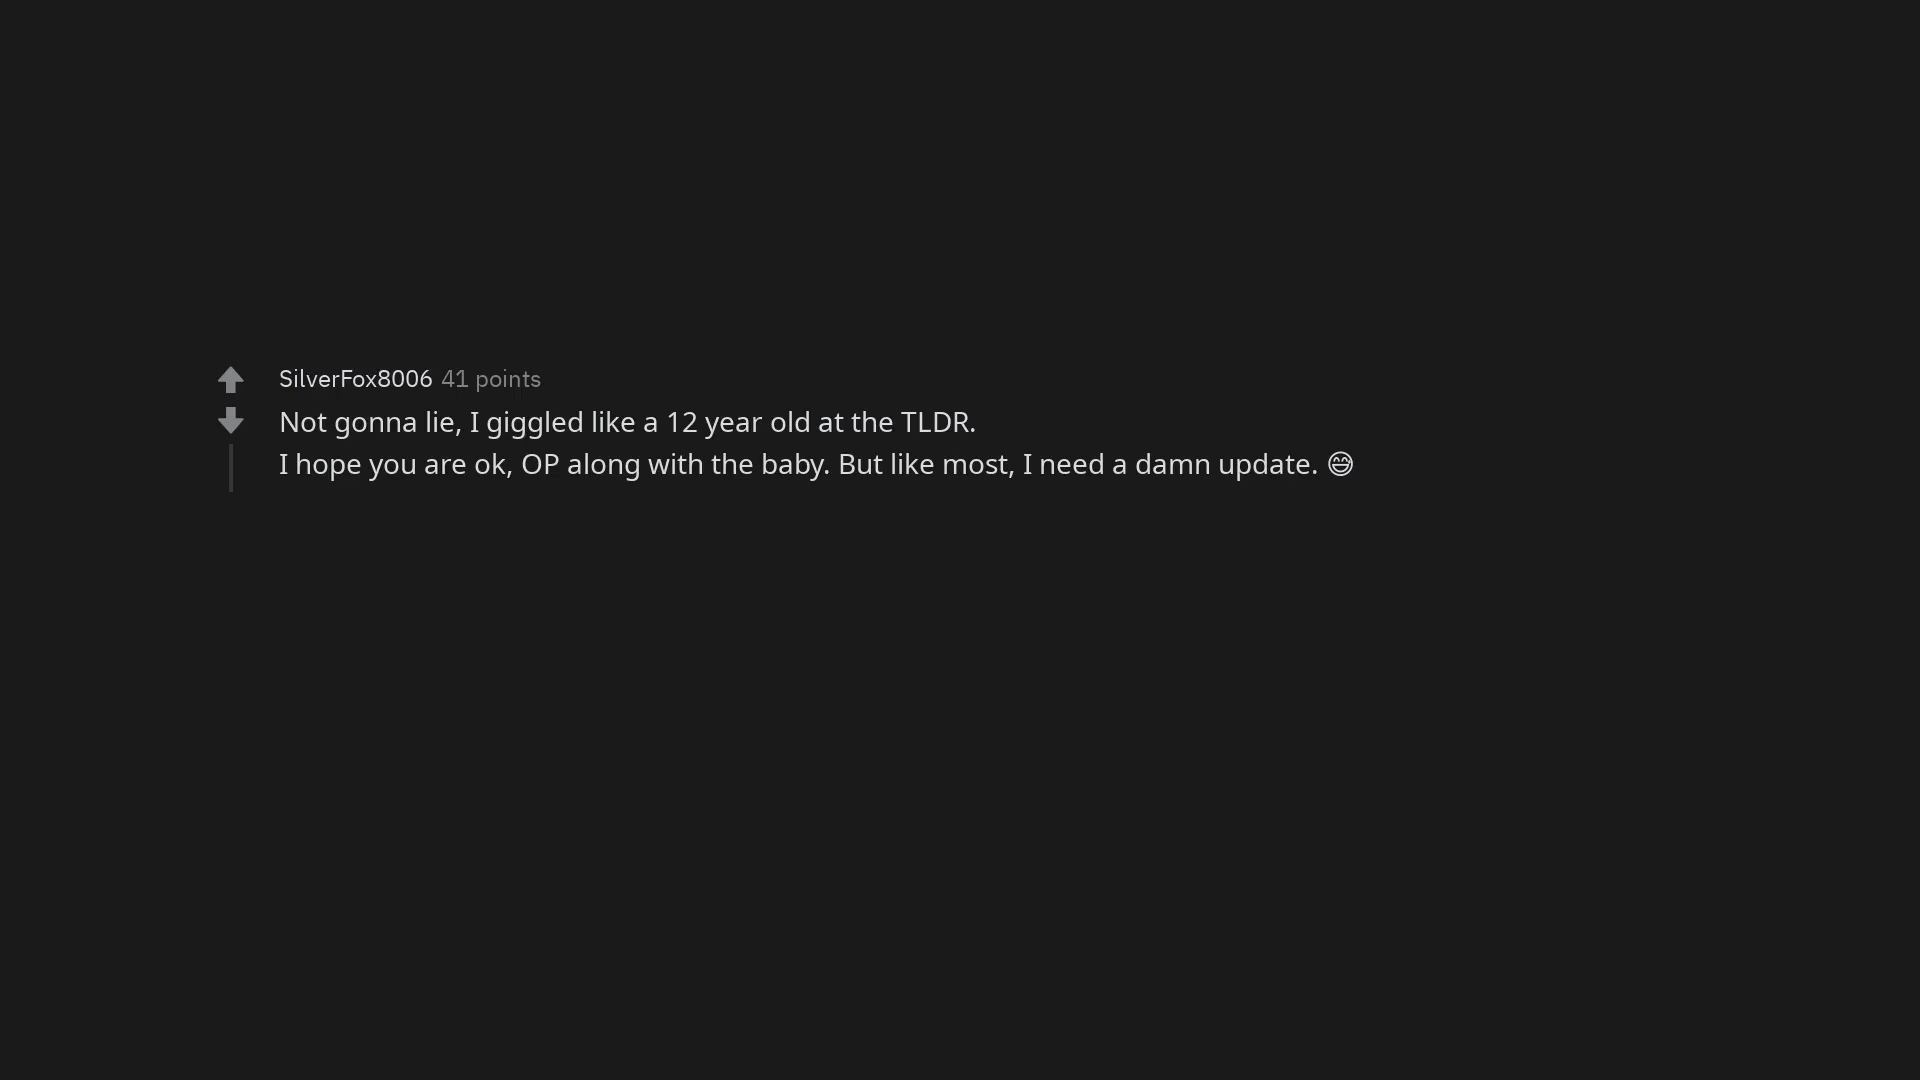 SilverFox8006 41 points
Not gonna lie, I giggled like a 12 year old at the TLDR.
I hope you are ok, OP along with the baby. But like most, I need a damn update. 😅